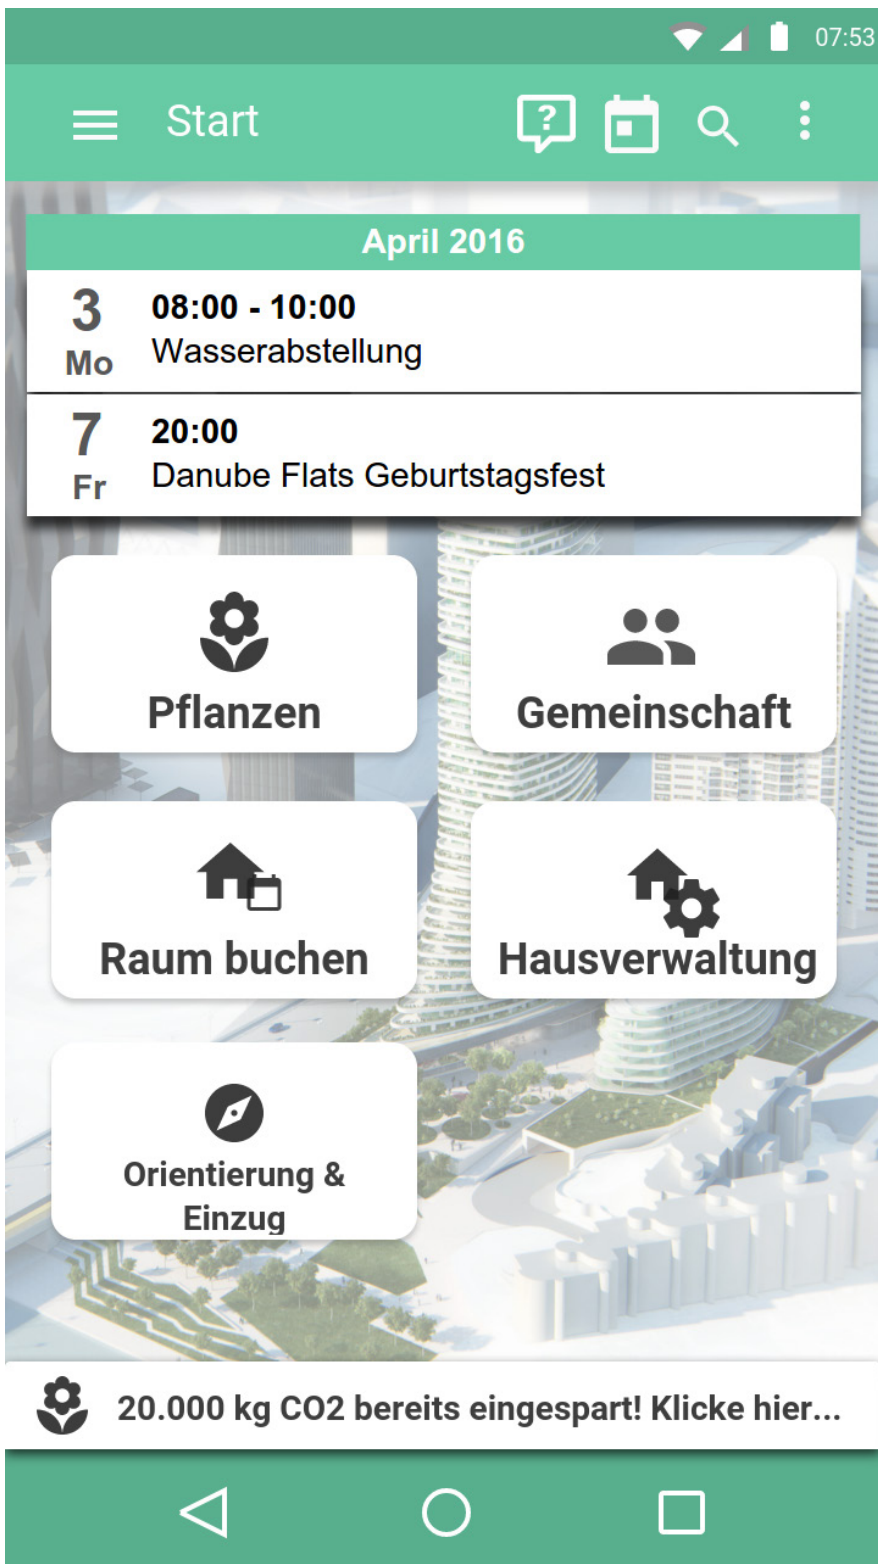 07:53
Start
?
April 2016
3
Mo
08:00 - 10:00
Wasserabstellung
7
Fr
20:00
Danube Flats Geburtstagsfest
Pflanzen
Gemeinschaft
Raum buchen
Hausverwaltung
Orientierung &
Einzug
20.000 kg CO2 bereits eingespart! Klicke hier...